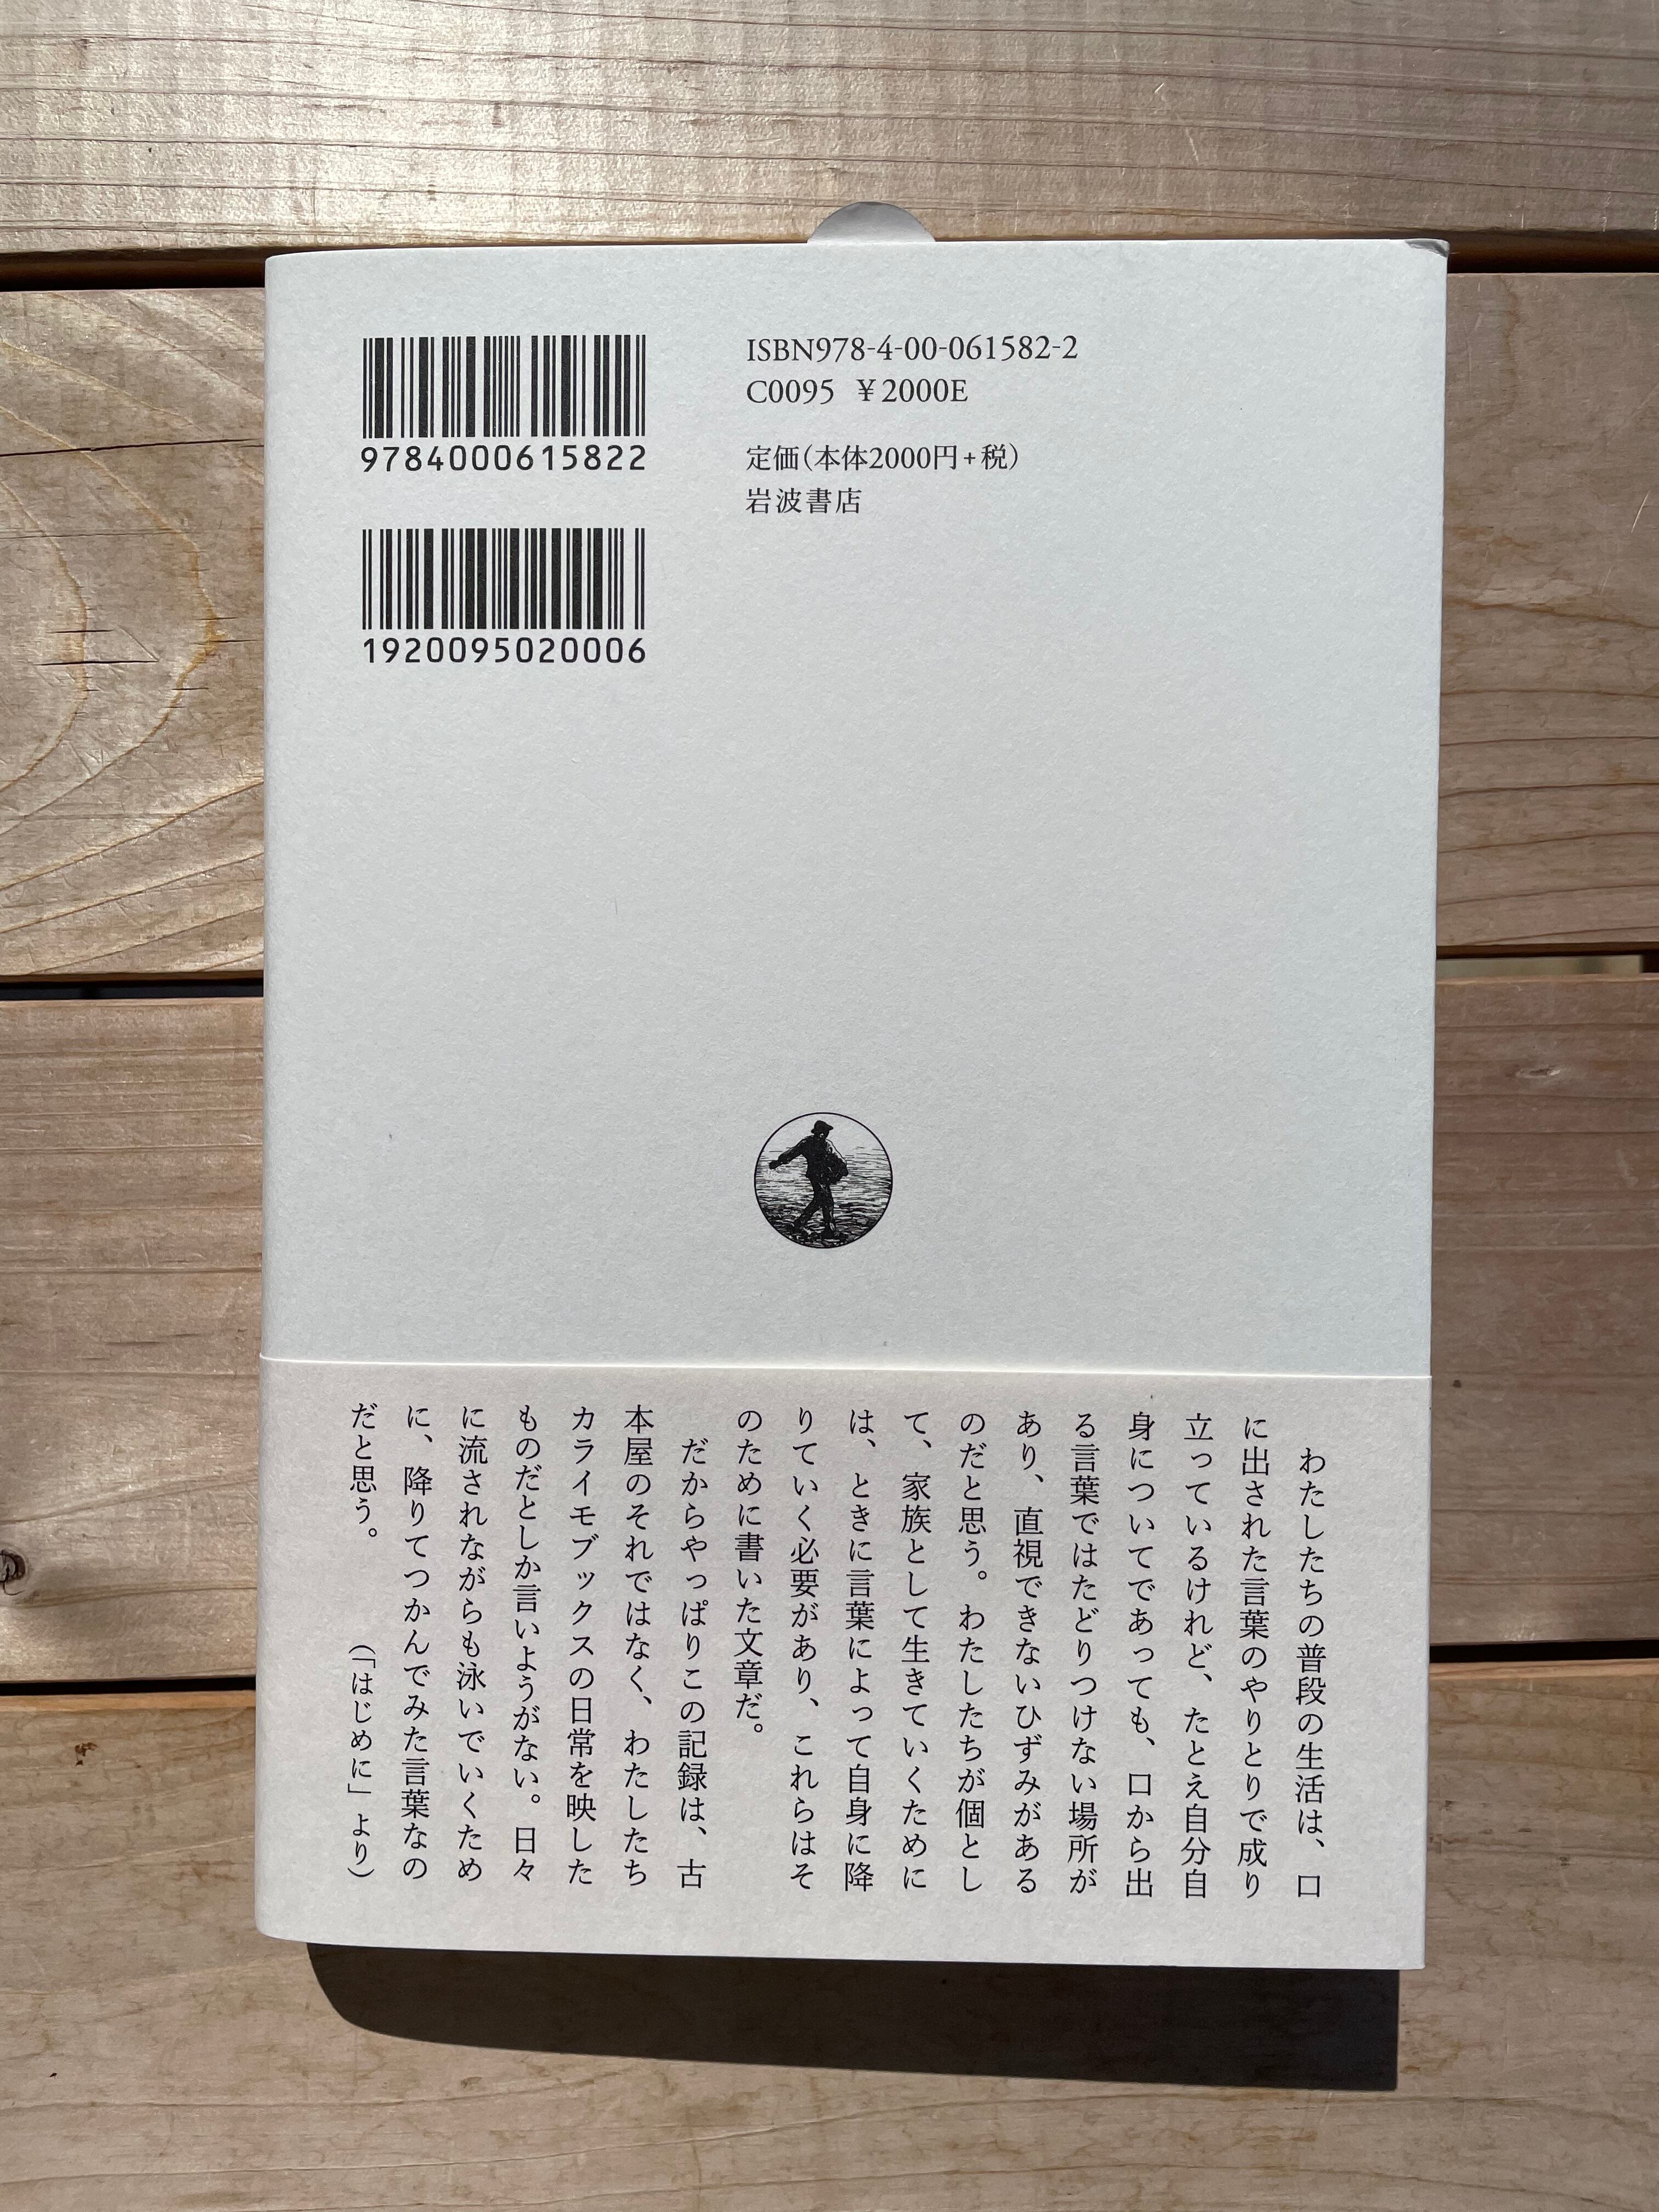 ISBN978-4-00-061582-2
C0095 ￥2000E
定価(本体2000円+税)
岩波書店
9784000615822
1920095020006
わたしたちの普段の生活は、口
に出された言葉のやりとりで成り
立っているけれど、たとえ自分自
身についてであっても、口から出
る言葉ではたどりつけない場所が
あり、直視できないひずみがある
のだと思う。わたしたちが個とし
て、家族として生きていくために
は、ときに言葉によって自身に降
りていく必要があり、これらはそ
のために書いた文章だ。
だからやっぱりこの記録は、古
本屋のそれではなく、わたしたち
カライモブックスの日常を映した
ものだとしか言いようがない。日々
に流されながらも泳いでいくため
に、降りてつかんでみた言葉なの
だと思う。 (「はじめに」より)